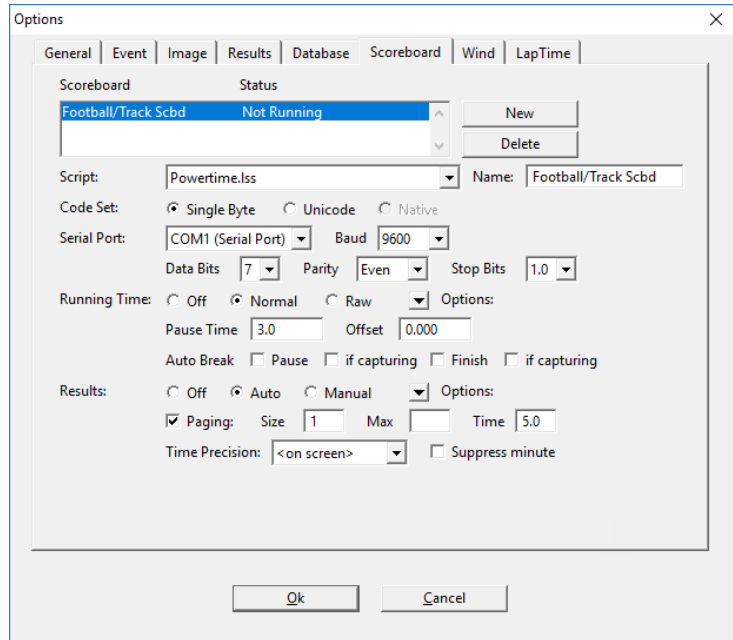 Options
General Event Image Results Database Scoreboard Wind LapTime
Scoreboard Status
Football/Track Scbd Not Running
New
Delete
Script: Powertime.lss Name: Football/Track Scbd
Code Set: Single Byte Unicode Native
Serial Port: COM1 (Serial Port) Baud 9600
Data Bits 7 Parity Even Stop Bits 1.0
Running Time: Off Normal Raw Options:
Pause Time 3.0 Offset 0.000
Auto Break Pause if capturing Finish if capturing
Results: Off Auto Manual Options:
Paging: Size 1 Max Time 5.0
Time Precision: <on screen> Suppress minute
Ok Cancel